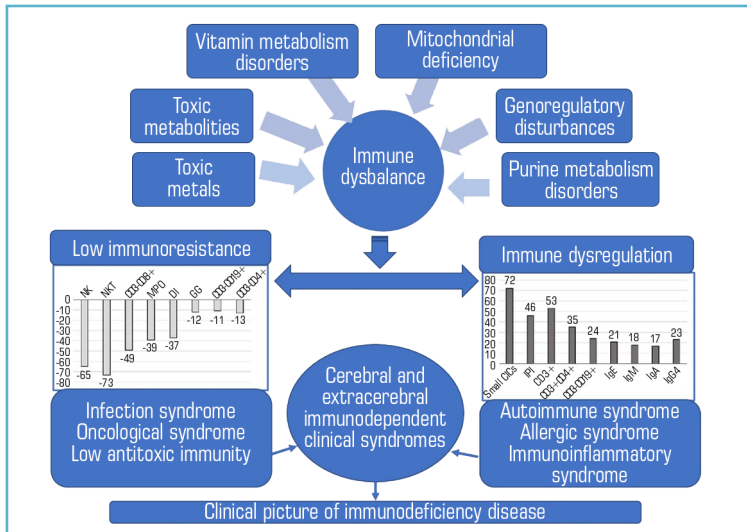 Vitamin metabolism
disorders
Mitochondrial
deficiency
Toxic
metabolities
Genoregulatory
disturbances
Toxic
metals
Immune
dysbalance
Purine metabolism
disorders
Low immunoresistance
NK
NKT
CD3-CD8+
MPO
DI
GG
CD3-CD19+
CD3-CD4+
0
-10
-20
-30
-40
-50
-60
-70
-80
-65
-73
-49
-39
-37
-12
-11
-13
Immune dysregulation
80
70
60
50
40
30
20
10
0
72
46
53
35
24
21
18
17
23
Small CICs
IPI
CD3+
CD3+CD4+
CD3-CD19+
IgE
IgM
IgA
IgG4
Cerebral and
extracerebral
immunodependent
clinical syndromes
Infection syndrome
Oncological syndrome
Low antitoxic immunity
Autoimmune syndrome
Allergic syndrome
Immunoinflammatory
syndrome
Clinical picture of immunodeficiency disease